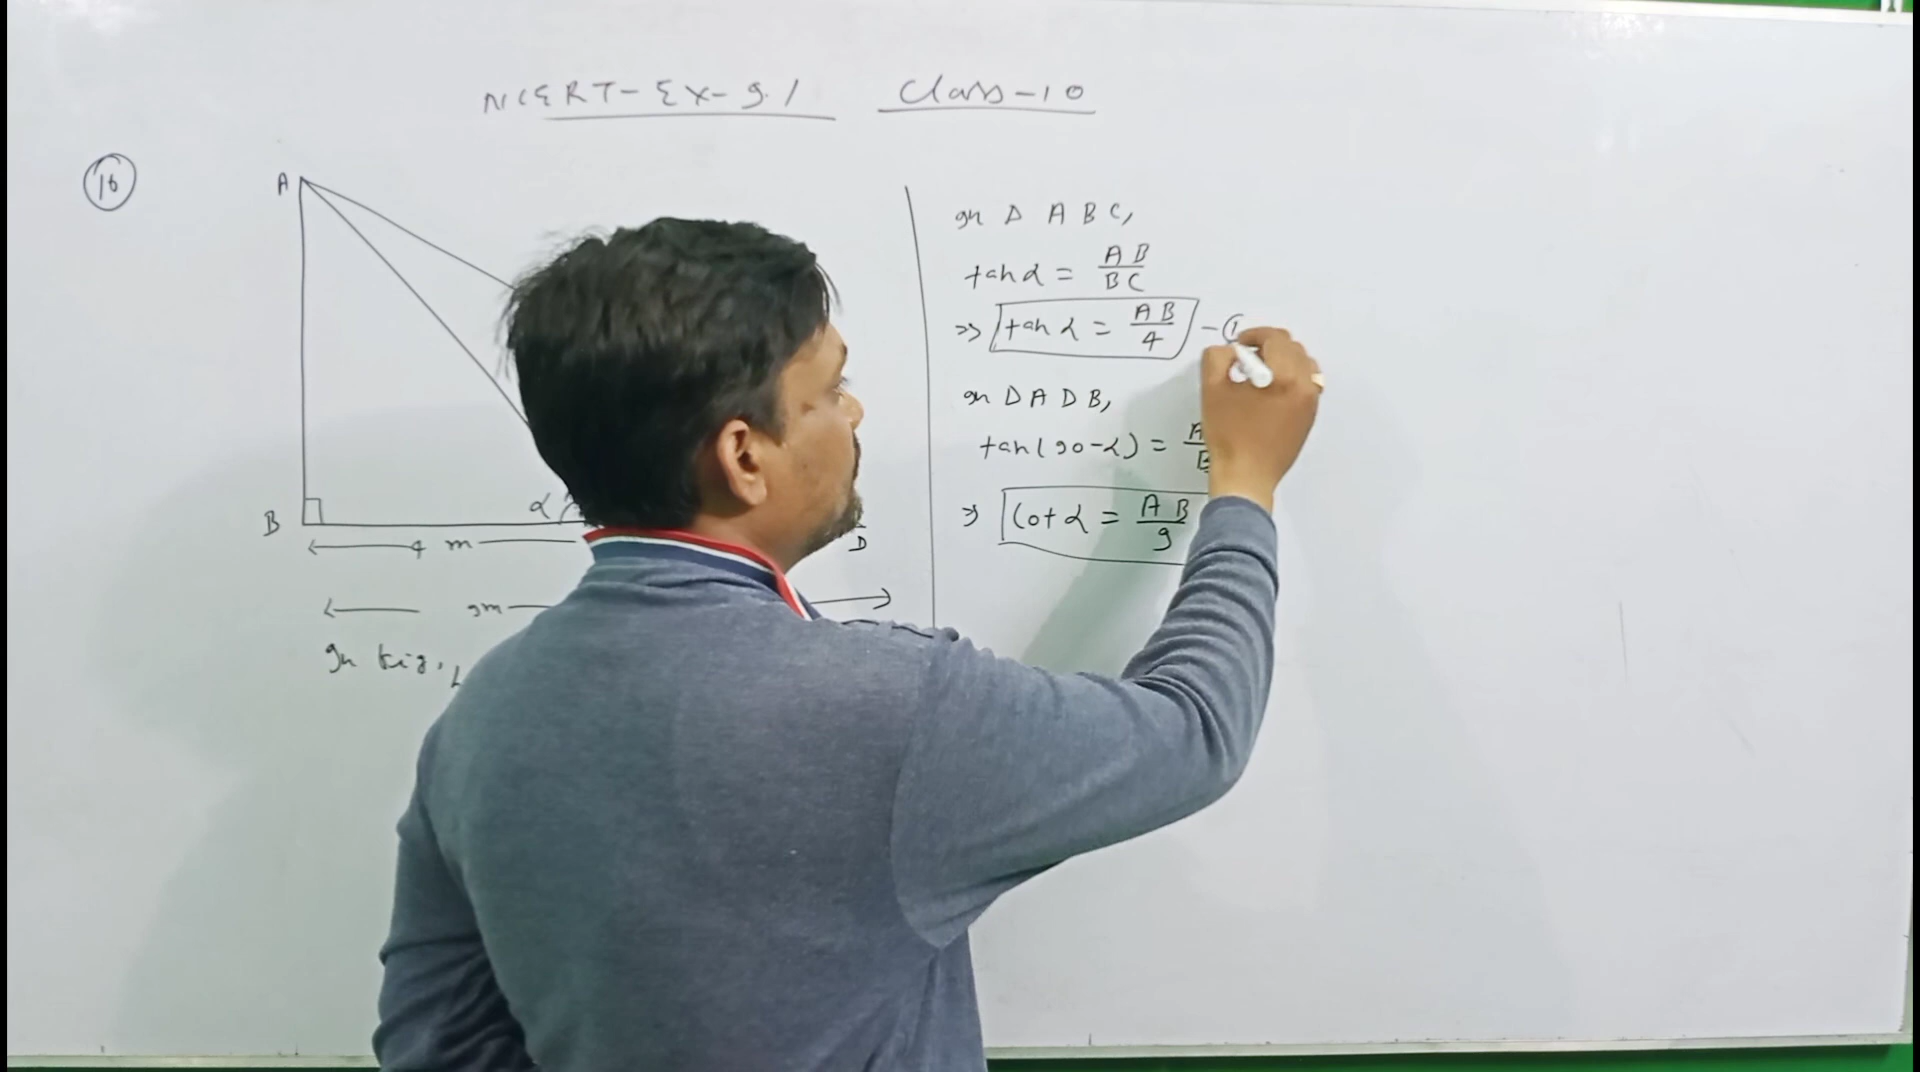 NCERT-Ex-9.1 Class-10
16
A
B
α
D
4 m
9m
In fig.,
In Δ ABC,
tan α = AB/BC
⇒ tan α = AB/4 - 1
In Δ ADB,
tan(90-α) =
⇒ cot α = AB/9